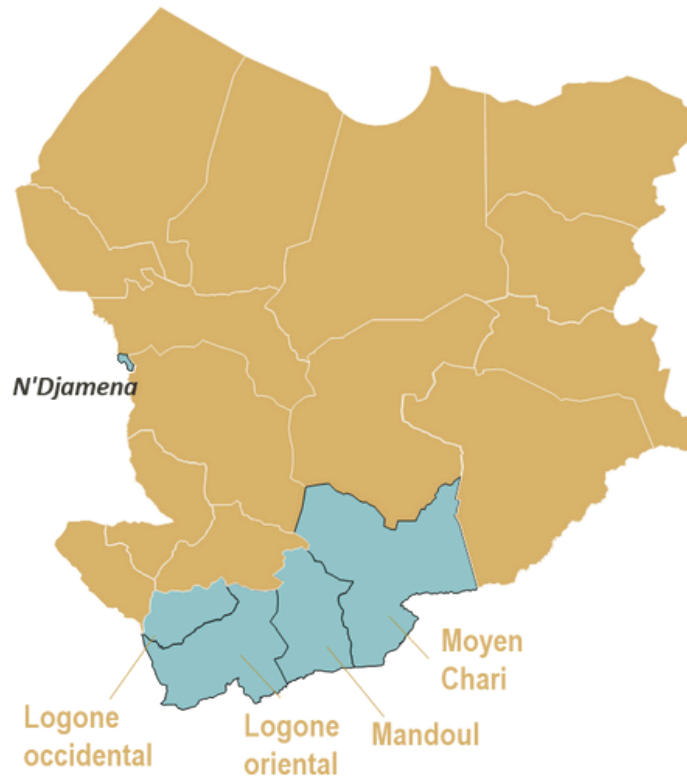 N'Djamena
Moyen
Chari
Logone
occidental
Logone
oriental
Mandoul